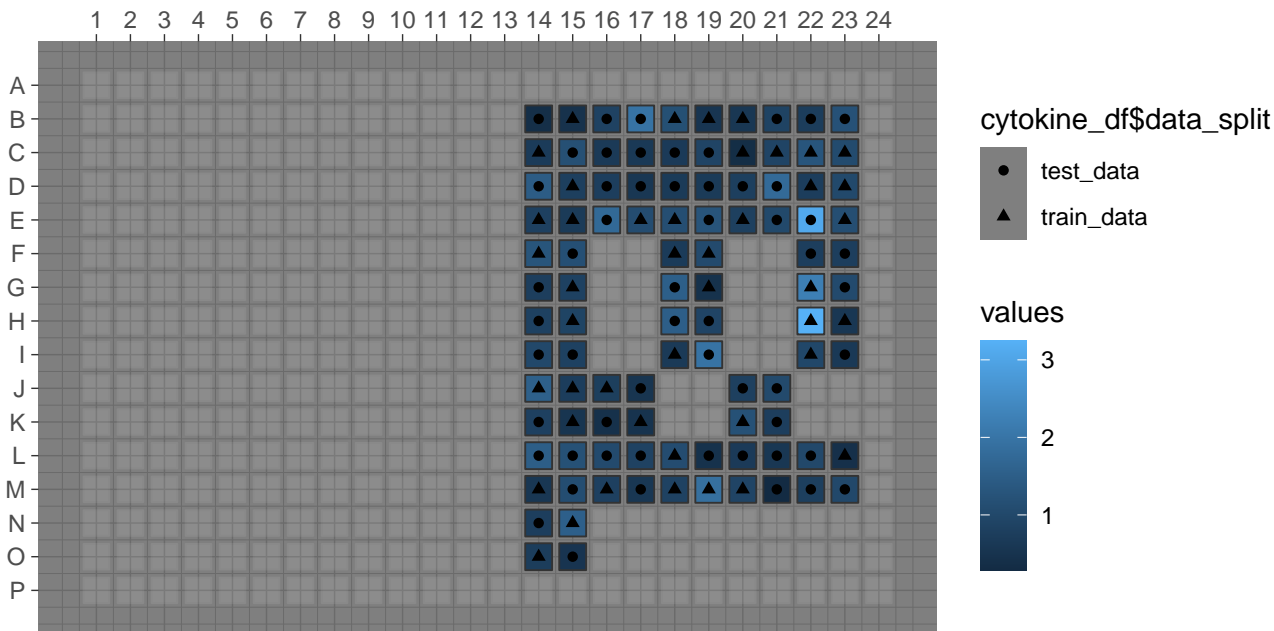 1 2 3 4 5 6 7 8 9 10 11 12 13 14 15 16 17 18 19 20 21 22 23 24
A
B
C
D
E
F
G
H
I
J
K
L
M
N
O
P
cytokine_df$data_split
test_data
train_data
values
3
2
1